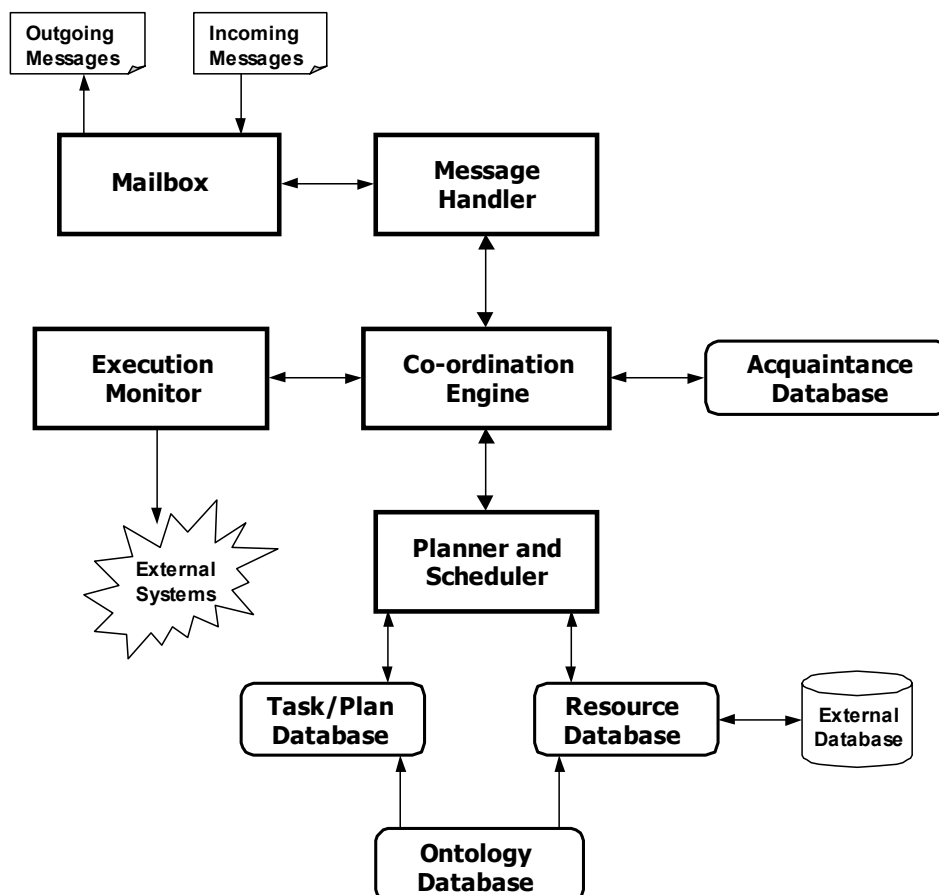 Outgoing
Messages
Incoming
Messages
Mailbox
Message
Handler
Execution
Monitor
Co-ordination
Engine
Acquaintance
Database
External
Systems
Planner and
Scheduler
Task/Plan
Database
Resource
Database
External
Database
Ontology
Database